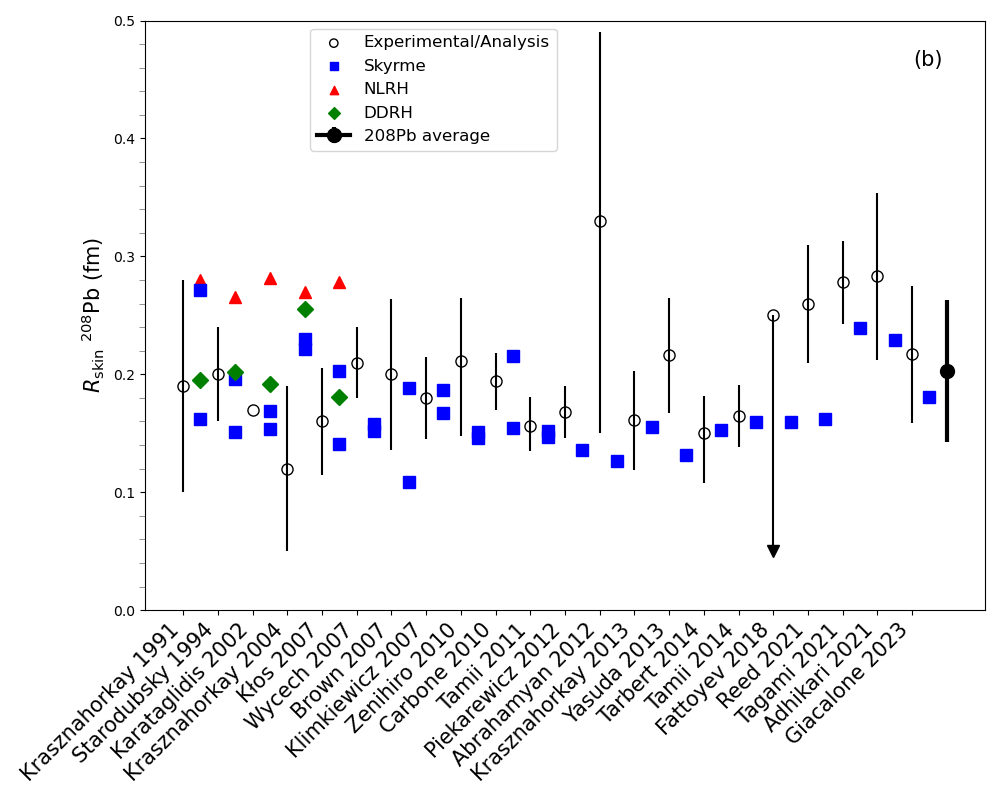 (b)
Experimental/Analysis
Skyrme
NLRH
DDRH
208Pb average
R_skin ²⁰⁸Pb (fm)
0.5
0.4
0.3
0.2
0.1
0.0
Krasznahorkay 1991
Starodubsky 1994
Karataglidis 2002
Krasznahorkay 2004
Kłos 2007
Wycech 2007
Brown 2007
Klimkiewicz 2007
Zenihiro 2010
Carbone 2010
Tamii 2011
Piekarewicz 2012
Abrahamyan 2012
Krasznahorkay 2013
Yasuda 2013
Tarbert 2014
Tamii 2014
Fattoyev 2018
Reed 2021
Tagami 2021
Adhikari 2021
Giacalone 2023